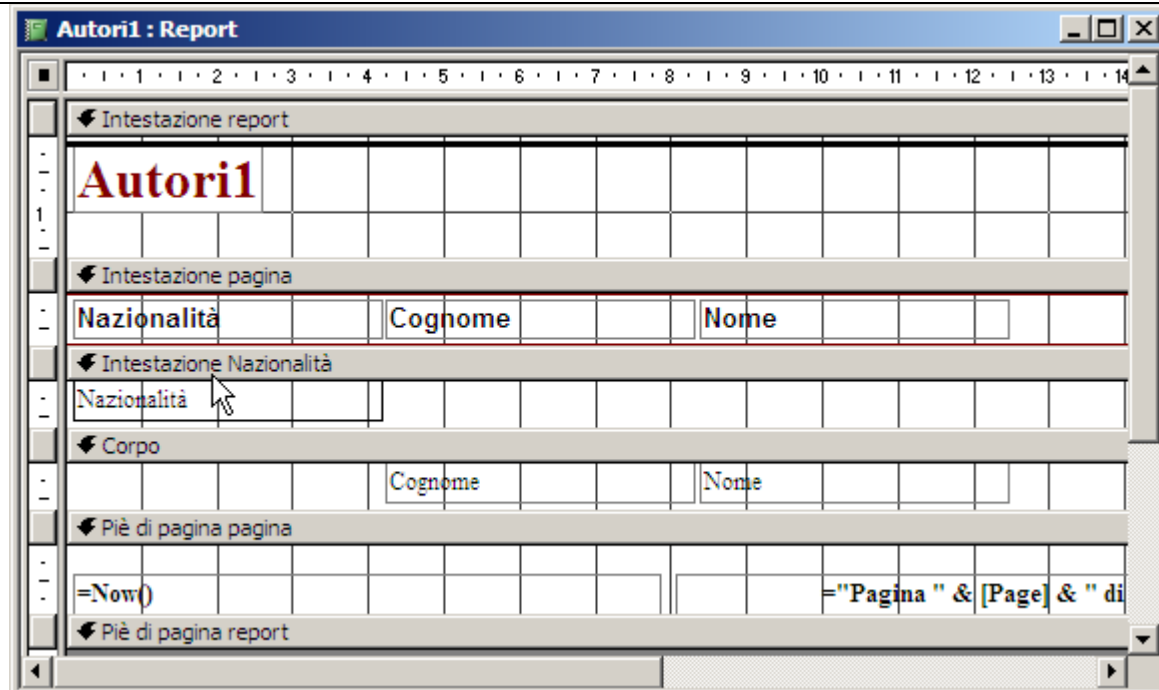 Autori1 : Report
1 2 3 4 5 6 7 8 9 10 11 12 13 14
Intestazione report
Autori1
1
Intestazione pagina
Nazionalità Cognome Nome
Intestazione Nazionalità
Nazionalità
Corpo
Cognome Nome
Piè di pagina pagina
=Now() ="Pagina " & [Page] & " di
Piè di pagina report